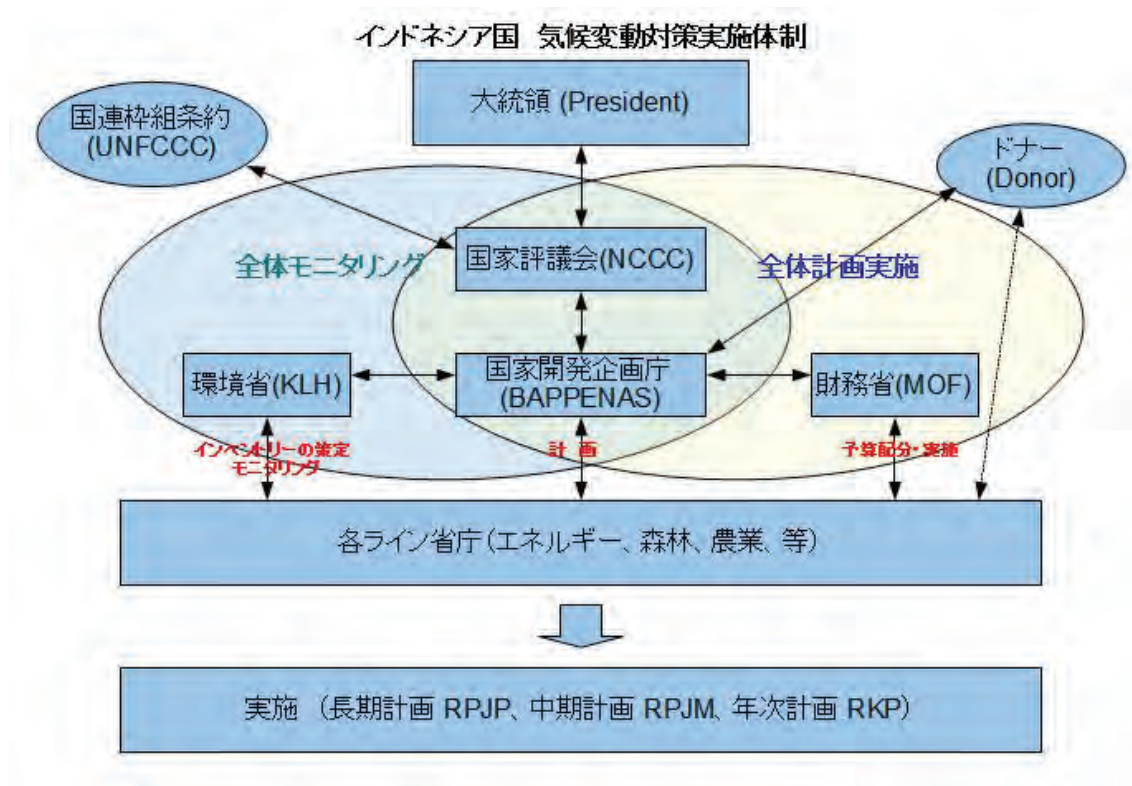 インドネシア国 気候変動対策実施体制
大統領 (President)
国連枠組条約
(UNFCCC)
ドナー
(Donor)
国家評議会(NCCC)
全体モニタリング
全体計画実施
環境省(KLH)
国家開発企画庁
(BAPPENAS)
財務省(MOF)
インベントリーの策定
モニタリング
計 画
予算配分・実施
各ライン省庁(エネルギー、森林、農業、等)
実施 (長期計画 RPJP、中期計画 RPJM、年次計画 RKP)